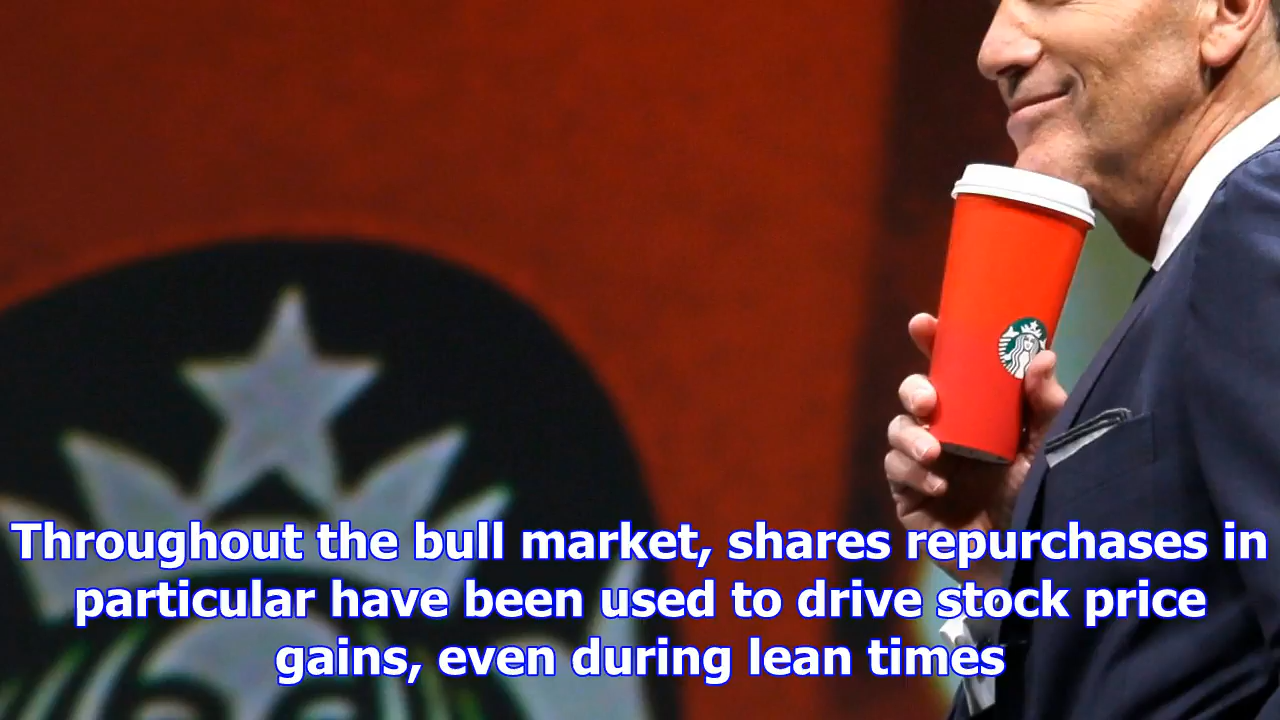 Throughout the bull market, shares repurchases in
particular have been used to drive stock price
gains, even during lean times